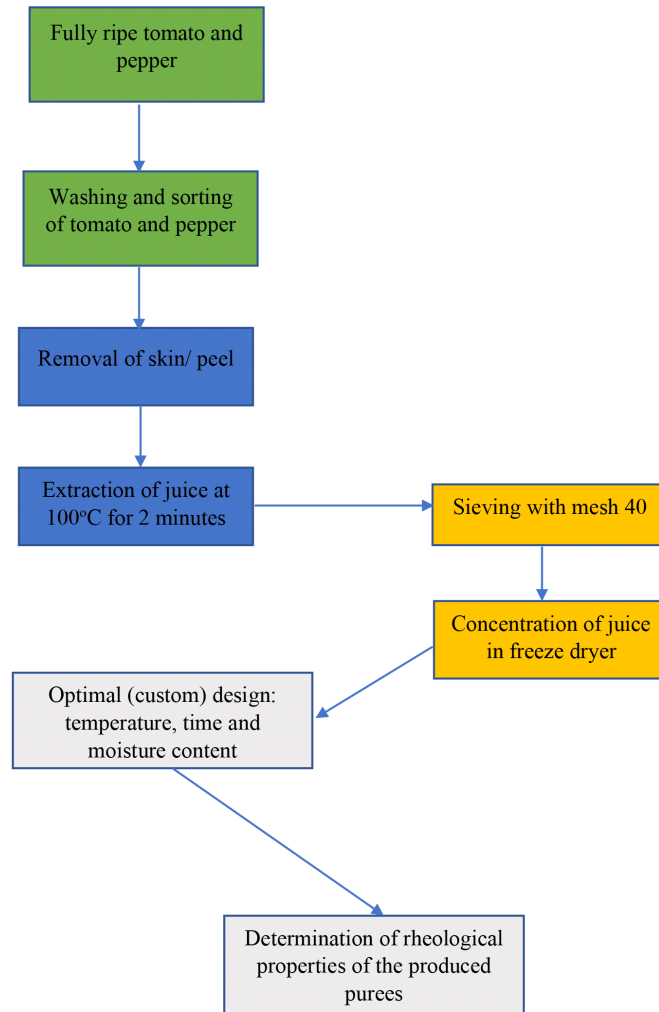 Fully ripe tomato and
pepper
Washing and sorting
of tomato and pepper
Removal of skin/ peel
Extraction of juice at
100°C for 2 minutes
Sieving with mesh 40
Concentration of juice
in freeze dryer
Optimal (custom) design:
temperature, time and
moisture content
Determination of rheological
properties of the produced
purees